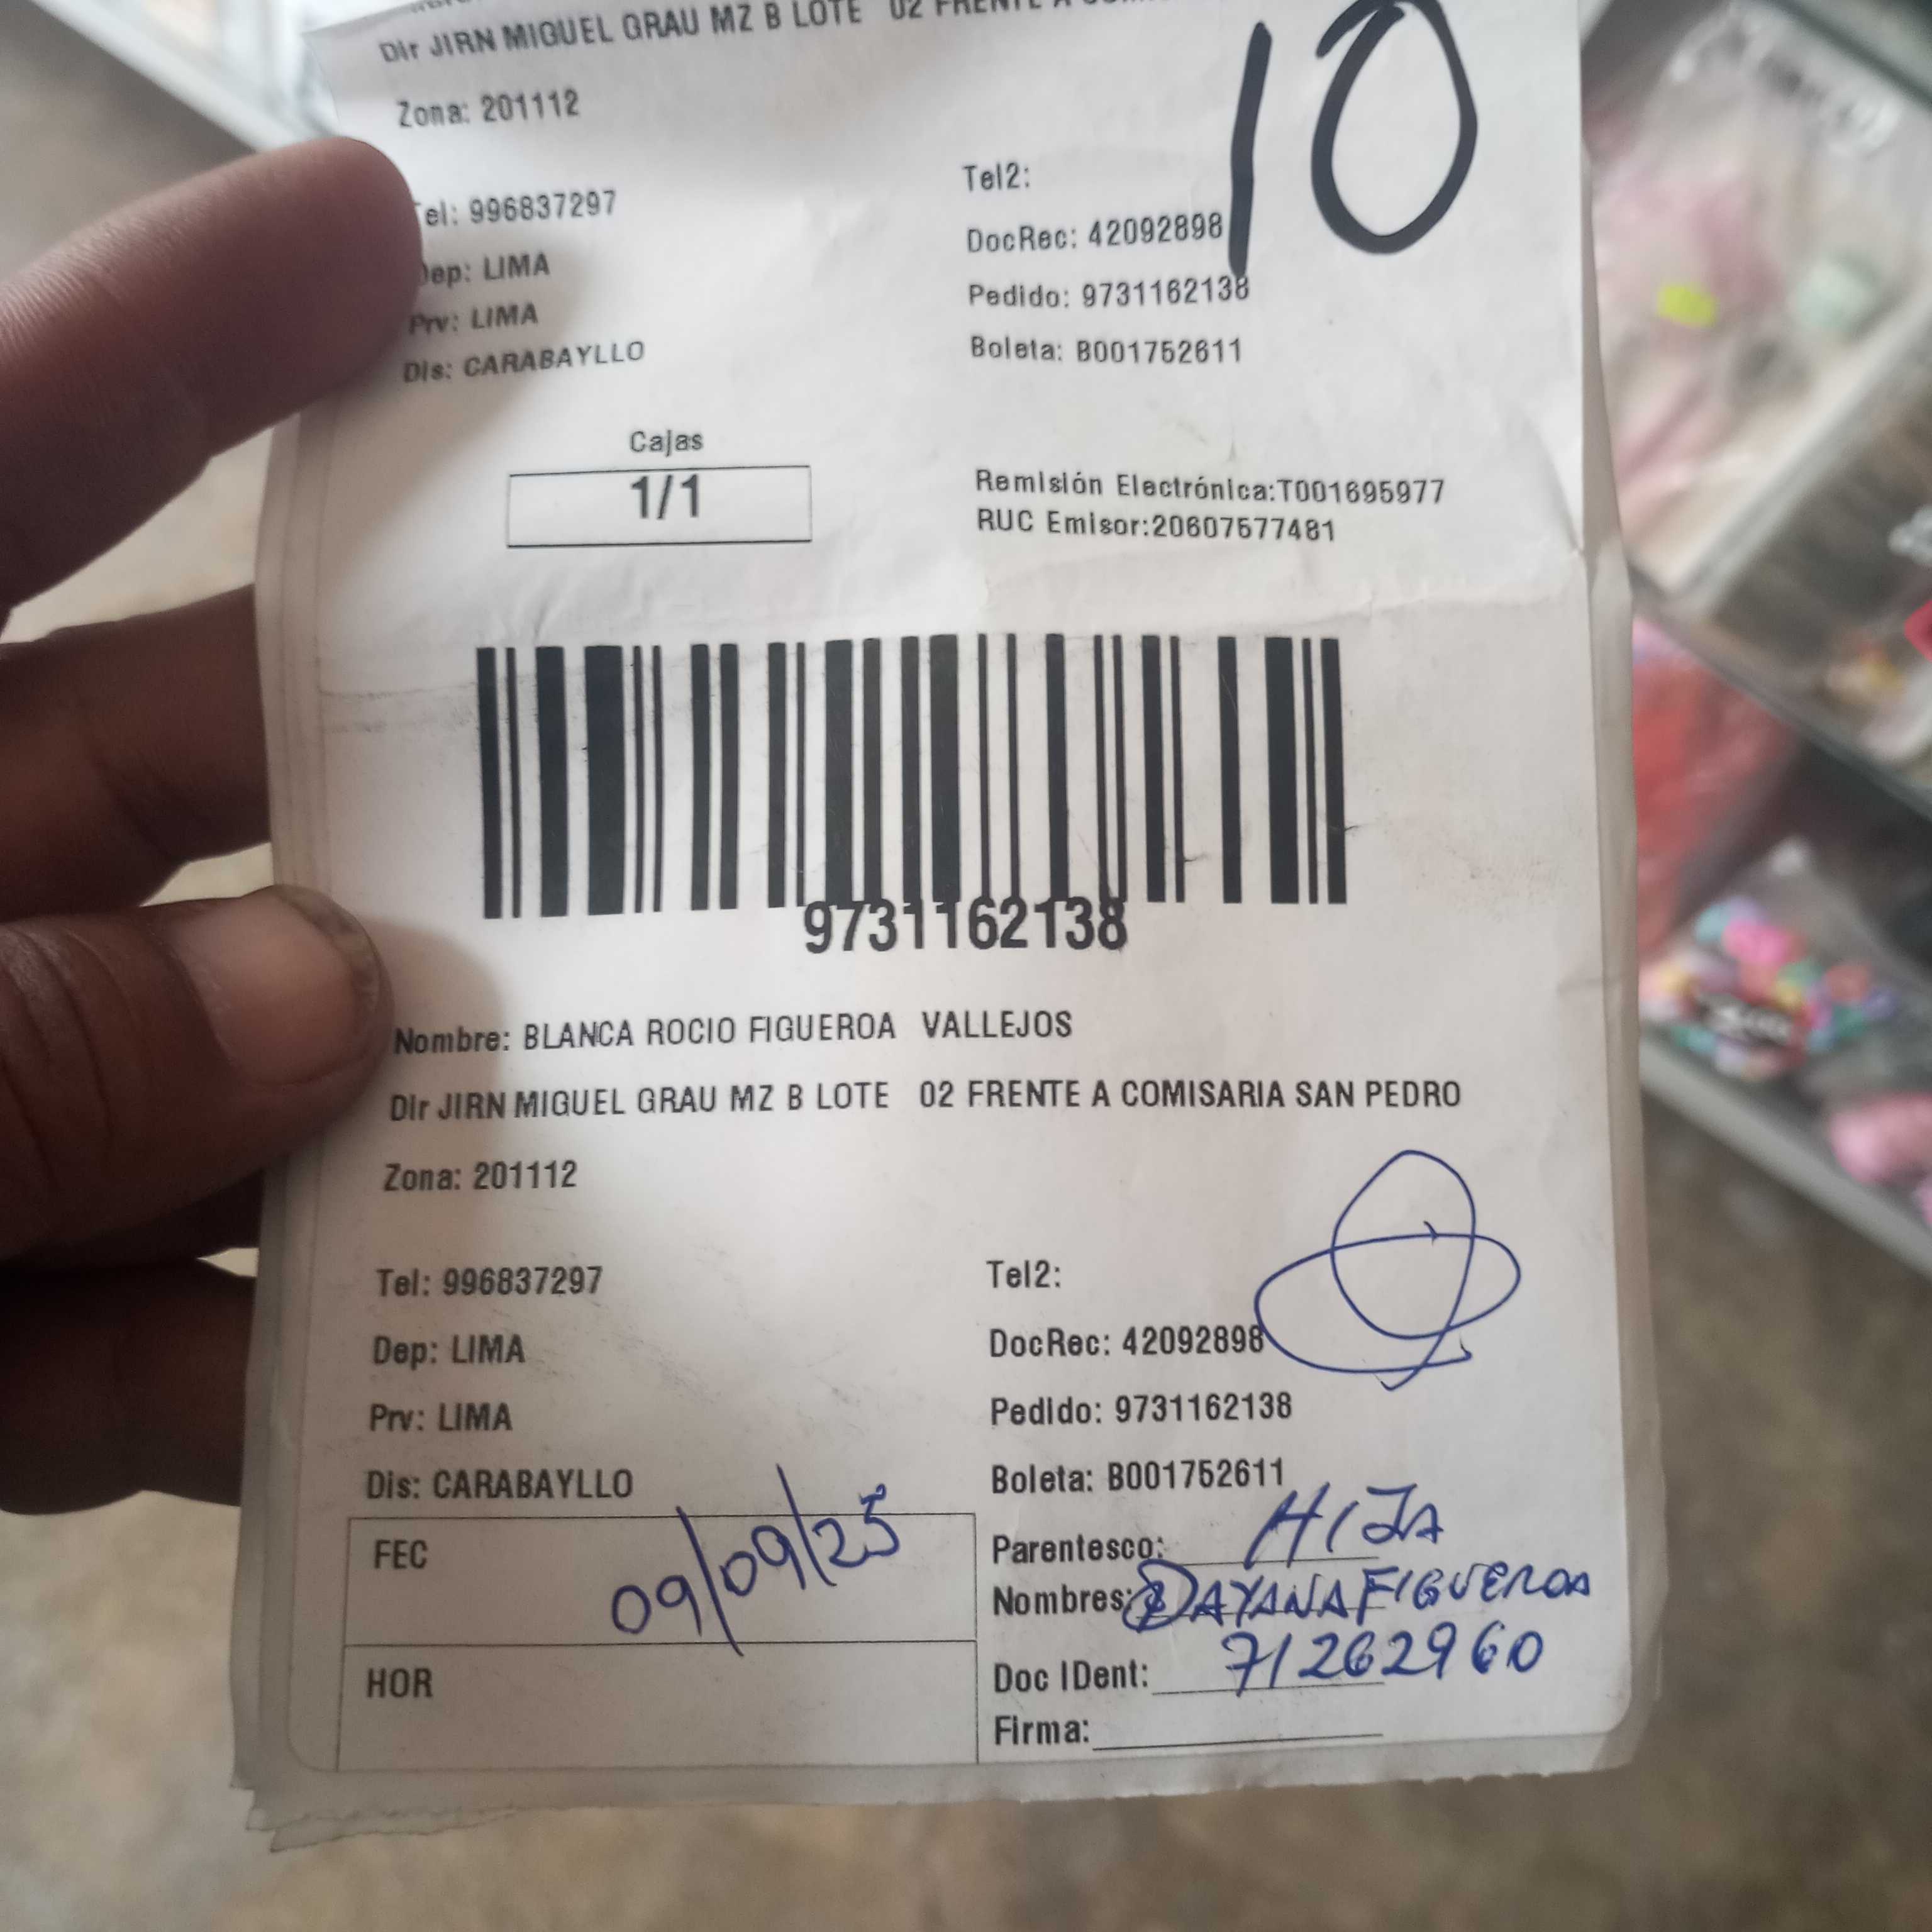 Dir JIRN MIGUEL GRAU MZ B LOTE 02 FRENTE A
10
Zona: 201112
Tel: 996837297
Tel2:
DocRec: 42092898
Dep: LIMA
Pedido: 9731162138
Prv: LIMA
Boleta: B001752611
Dis: CARABAYLLO
Cajas
1/1
Remisión Electrónica:T001695977
RUC Emisor:20607577481
9731162138
Nombre: BLANCA ROCIO FIGUEROA VALLEJOS
Dir JIRN MIGUEL GRAU MZ B LOTE 02 FRENTE A COMISARIA SAN PEDRO
Zona: 201112
Tel: 996837297
Tel2:
Dep: LIMA
DocRec: 42092898
Prv: LIMA
Pedido: 9731162138
Dis: CARABAYLLO
Boleta: B001752611
FEC 09/09/25
Parentesco: HIJA
Nombres: DAYANA FIGUEROA
HOR
Doc IDent: 71262960
Firma: